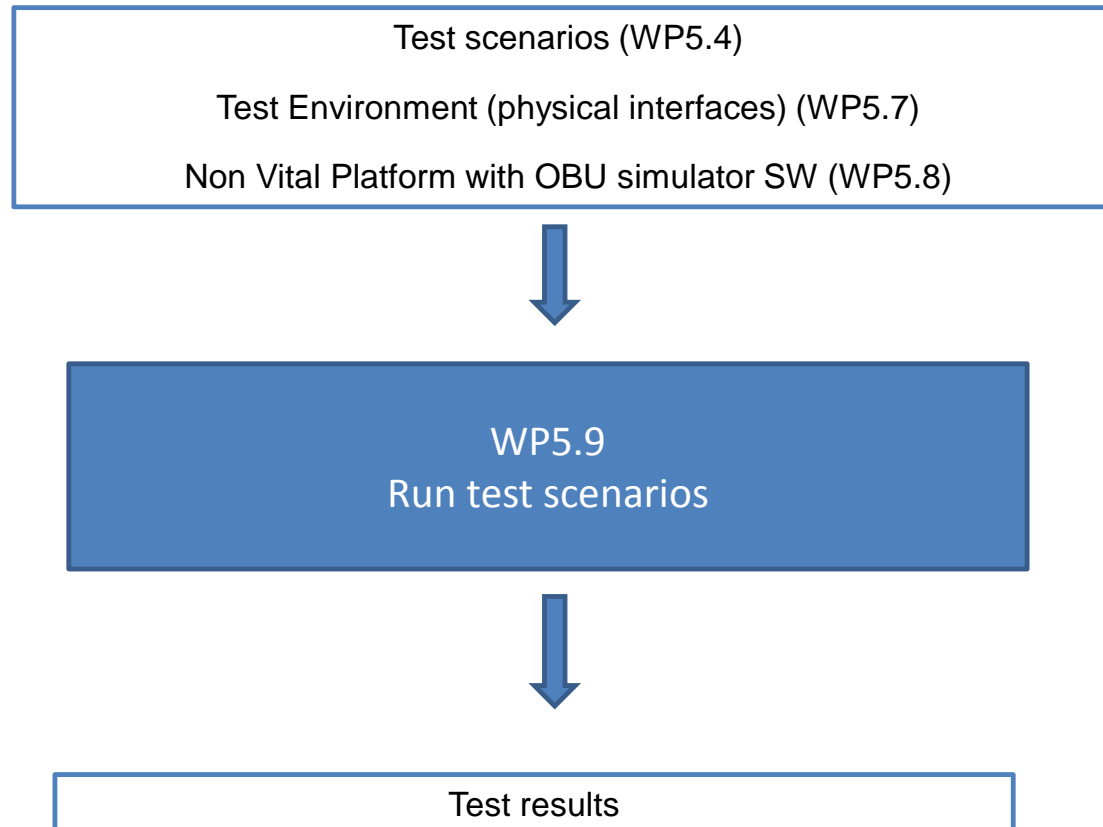 Test scenarios (WP5.4)
Test Environment (physical interfaces) (WP5.7)
Non Vital Platform with OBU simulator SW (WP5.8)
WP5.9
Run test scenarios
Test results